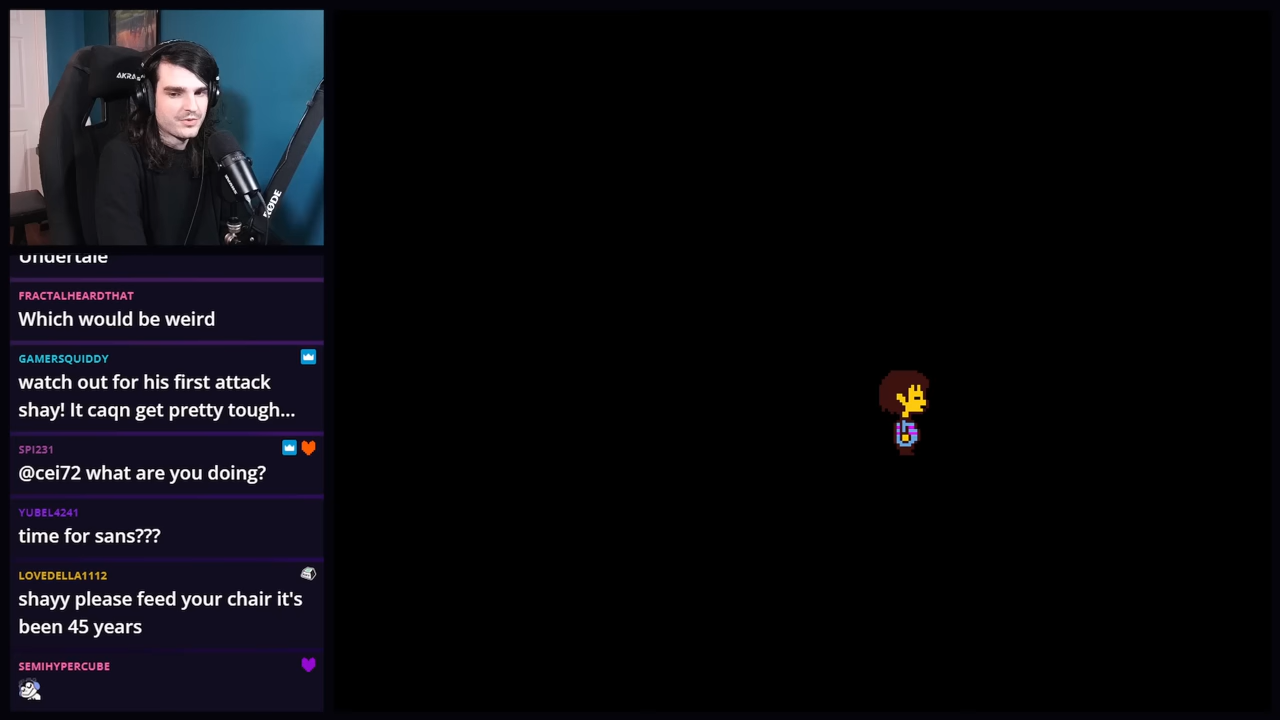 AKRA
RØDE
Undertale
FRACTALHEARDTHAT
Which would be weird
GAMERSQUIDDY
watch out for his first attack
shay! It caqn get pretty tough...
SPI231
@cei72 what are you doing?
YUBEL4241
time for sans???
LOVEDELLA1112
shayy please feed your chair it's
been 45 years
SEMIHYPERCUBE